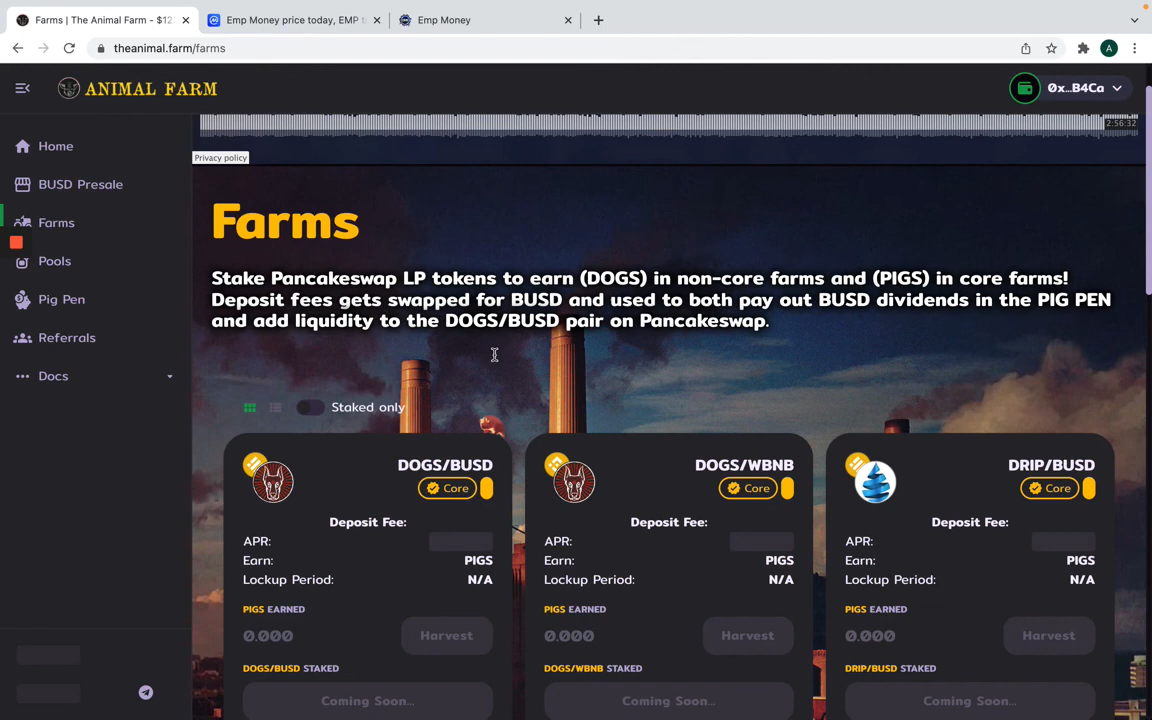 Farms | The Animal Farm - $12
Emp Money price today, EMP t
Emp Money
theanimal.farm/farms
A
ANIMAL FARM
0x...B4Ca
Home
BUSD Presale
Farms
Pools
Pig Pen
Referrals
Docs
2:56:32
Privacy policy
Farms
Stake Pancakeswap LP tokens to earn (DOGS) in non-core farms and (PIGS) in core farms!
Deposit fees gets swapped for BUSD and used to both pay out BUSD dividends in the PIG PEN
and add liquidity to the DOGS/BUSD pair on Pancakeswap.
Staked only
DOGS/BUSD
Core
Deposit Fee:
APR:
Earn: PIGS
Lockup Period: N/A
PIGS EARNED
0.000 Harvest
DOGS/BUSD STAKED
Coming Soon...
DOGS/WBNB
Core
Deposit Fee:
APR:
Earn: PIGS
Lockup Period: N/A
PIGS EARNED
0.000 Harvest
DOGS/WBNB STAKED
Coming Soon...
DRIP/BUSD
Core
Deposit Fee:
APR:
Earn: PIGS
Lockup Period: N/A
PIGS EARNED
0.000 Harvest
DRIP/BUSD STAKED
Coming Soon...